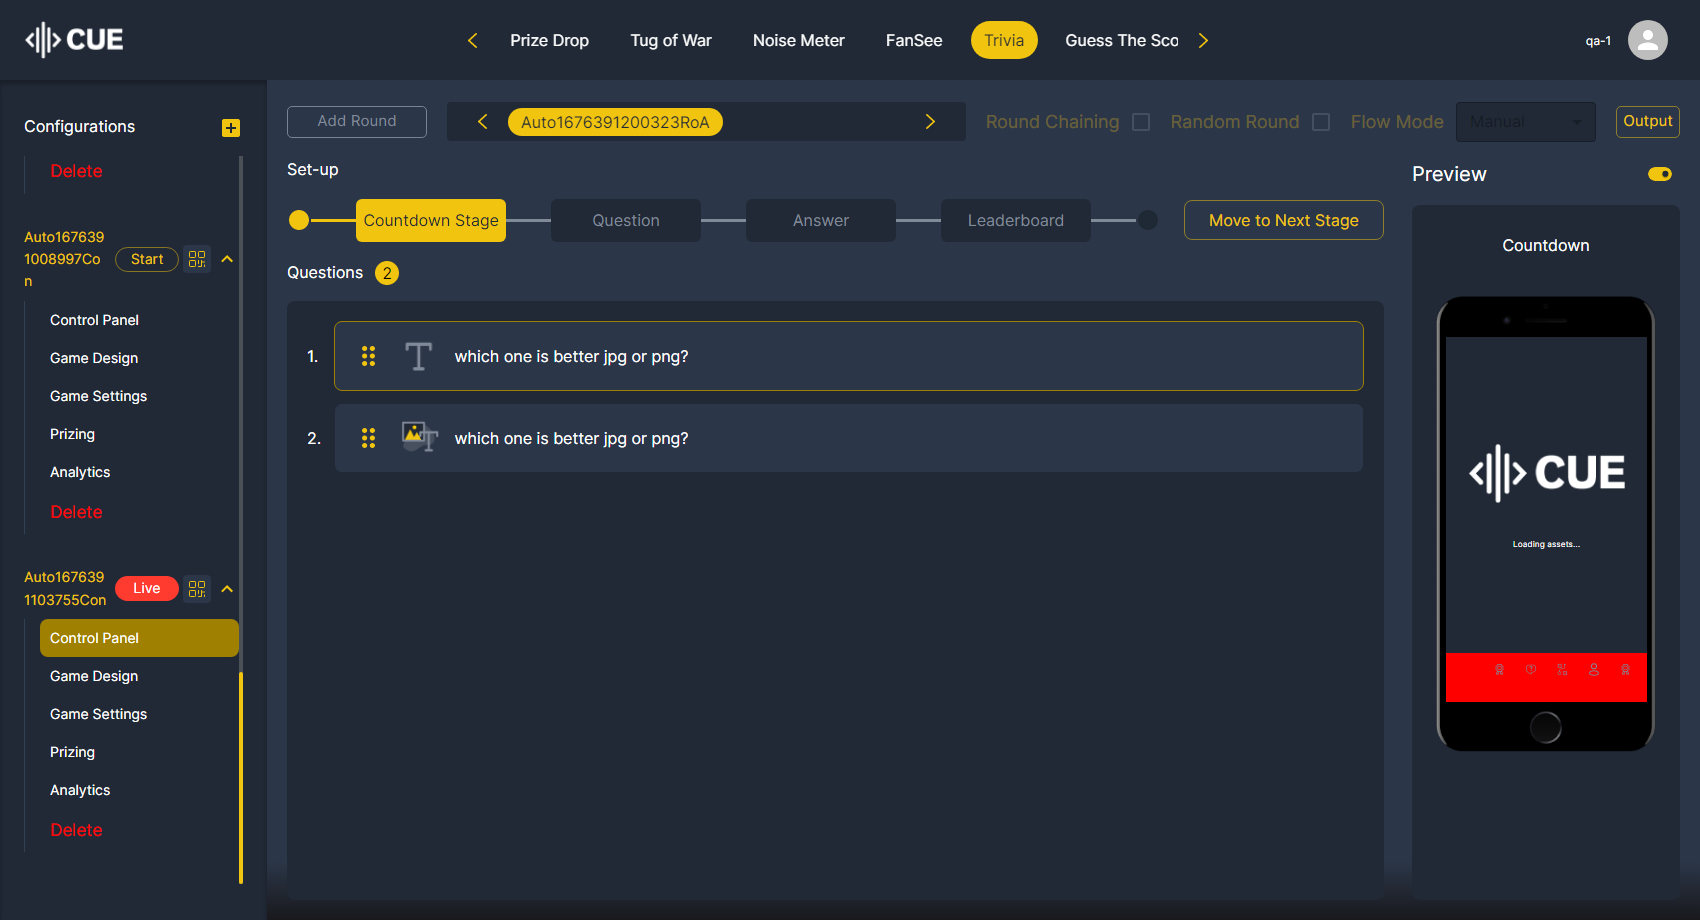 CUE
Prize Drop
Tug of War
Noise Meter
FanSee
Trivia
Guess The Sco
qa-1
Configurations
Delete
Auto167639
1008997Co
n
Start
Control Panel
Game Design
Game Settings
Prizing
Analytics
Delete
Auto167639
1103755Con
Live
Control Panel
Game Design
Game Settings
Prizing
Analytics
Delete
Add Round
Auto1676391200323RoA
Round Chaining
Random Round
Flow Mode
Manual
Output
Set-up
Countdown Stage
Question
Answer
Leaderboard
Move to Next Stage
Questions 2
1. which one is better jpg or png?
2. which one is better jpg or png?
Preview
Countdown
CUE
Loading assets...